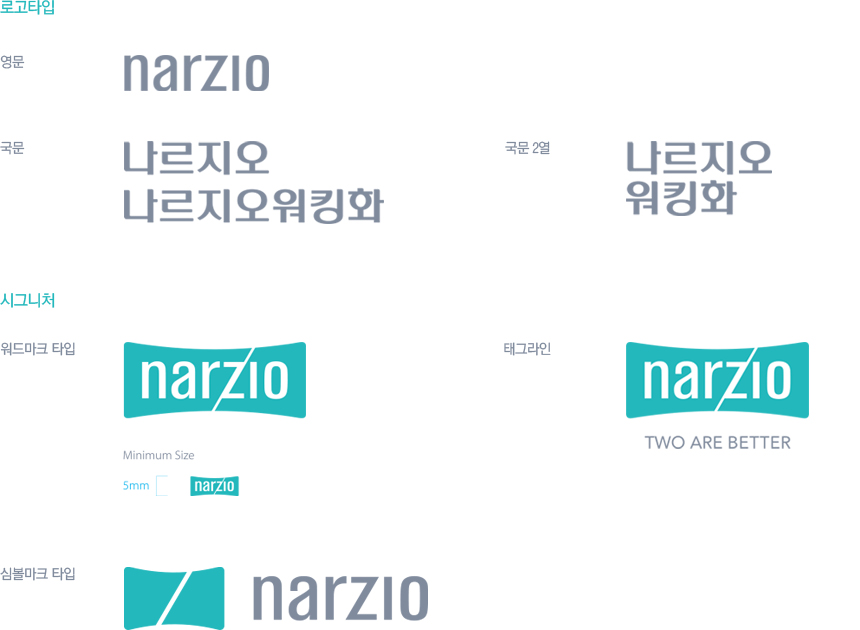 로고타입
영문
narzio
국문
나르지오
나르지오워킹화
국문 2열
나르지오
워킹화
시그니처
워드마크 타입
narzio
Minimum Size
5mm
narzio
태그라인
narzio
TWO ARE BETTER
심볼마크 타입
narzio